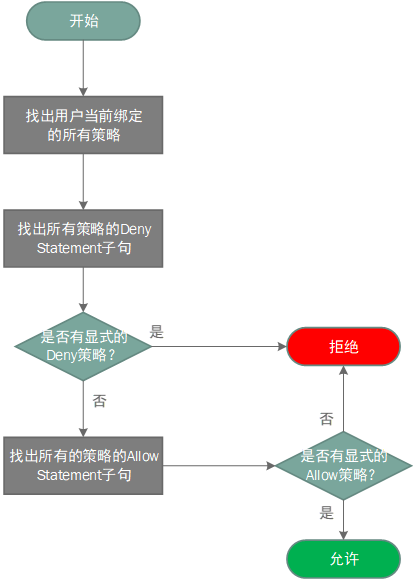 开始
找出用户当前绑定
的所有策略
找出所有策略的Deny
Statement子句
是否有显式的
Deny策略？
是
拒绝
否
否
找出所有的策略的Allow
Statement子句
是否有显式的
Allow策略？
是
允许